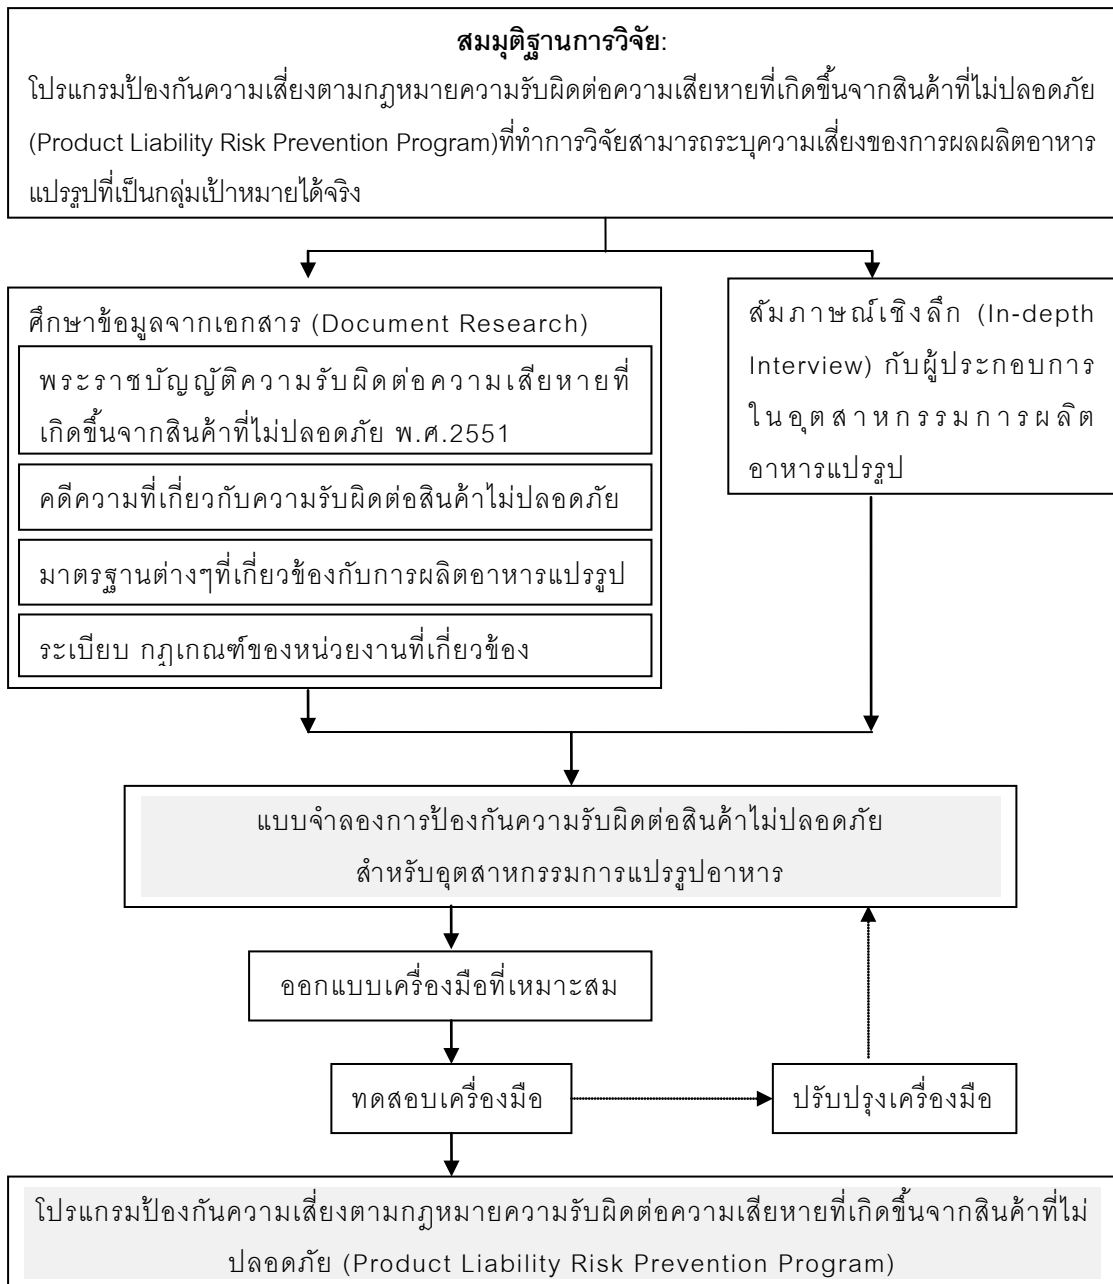 สมมุติฐานการวิจัย:
โปรแกรมป้องกันความเสี่ยงตามกฎหมายความรับผิดต่อความเสียหายที่เกิดขึ้นจากสินค้าที่ไม่ปลอดภัย
(Product Liability Risk Prevention Program)ที่ทำการวิจัยสามารถระบุความเสี่ยงของการผลผลิตอาหาร
แปรรูปที่เป็นกลุ่มเป้าหมายได้จริง
ศึกษาข้อมูลจากเอกสาร (Document Research)
พระราชบัญญัติความรับผิดต่อความเสียหายที่
เกิดขึ้นจากสินค้าที่ไม่ปลอดภัย พ.ศ.2551
คดีความที่เกี่ยวกับความรับผิดต่อสินค้าไม่ปลอดภัย
มาตรฐานต่างๆที่เกี่ยวข้องกับการผลิตอาหารแปรรูป
ระเบียบ กฎเกณฑ์ของหน่วยงานที่เกี่ยวข้อง
สัมภาษณ์เชิงลึก (In-depth
Interview) กับผู้ประกอบการ
ในอุตสาหกรรมการผลิต
อาหารแปรรูป
แบบจำลองการป้องกันความรับผิดต่อสินค้าไม่ปลอดภัย
สำหรับอุตสาหกรรมการแปรรูปอาหาร
ออกแบบเครื่องมือที่เหมาะสม
ทดสอบเครื่องมือ
ปรับปรุงเครื่องมือ
โปรแกรมป้องกันความเสี่ยงตามกฎหมายความรับผิดต่อความเสียหายที่เกิดขึ้นจากสินค้าที่ไม่
ปลอดภัย (Product Liability Risk Prevention Program)